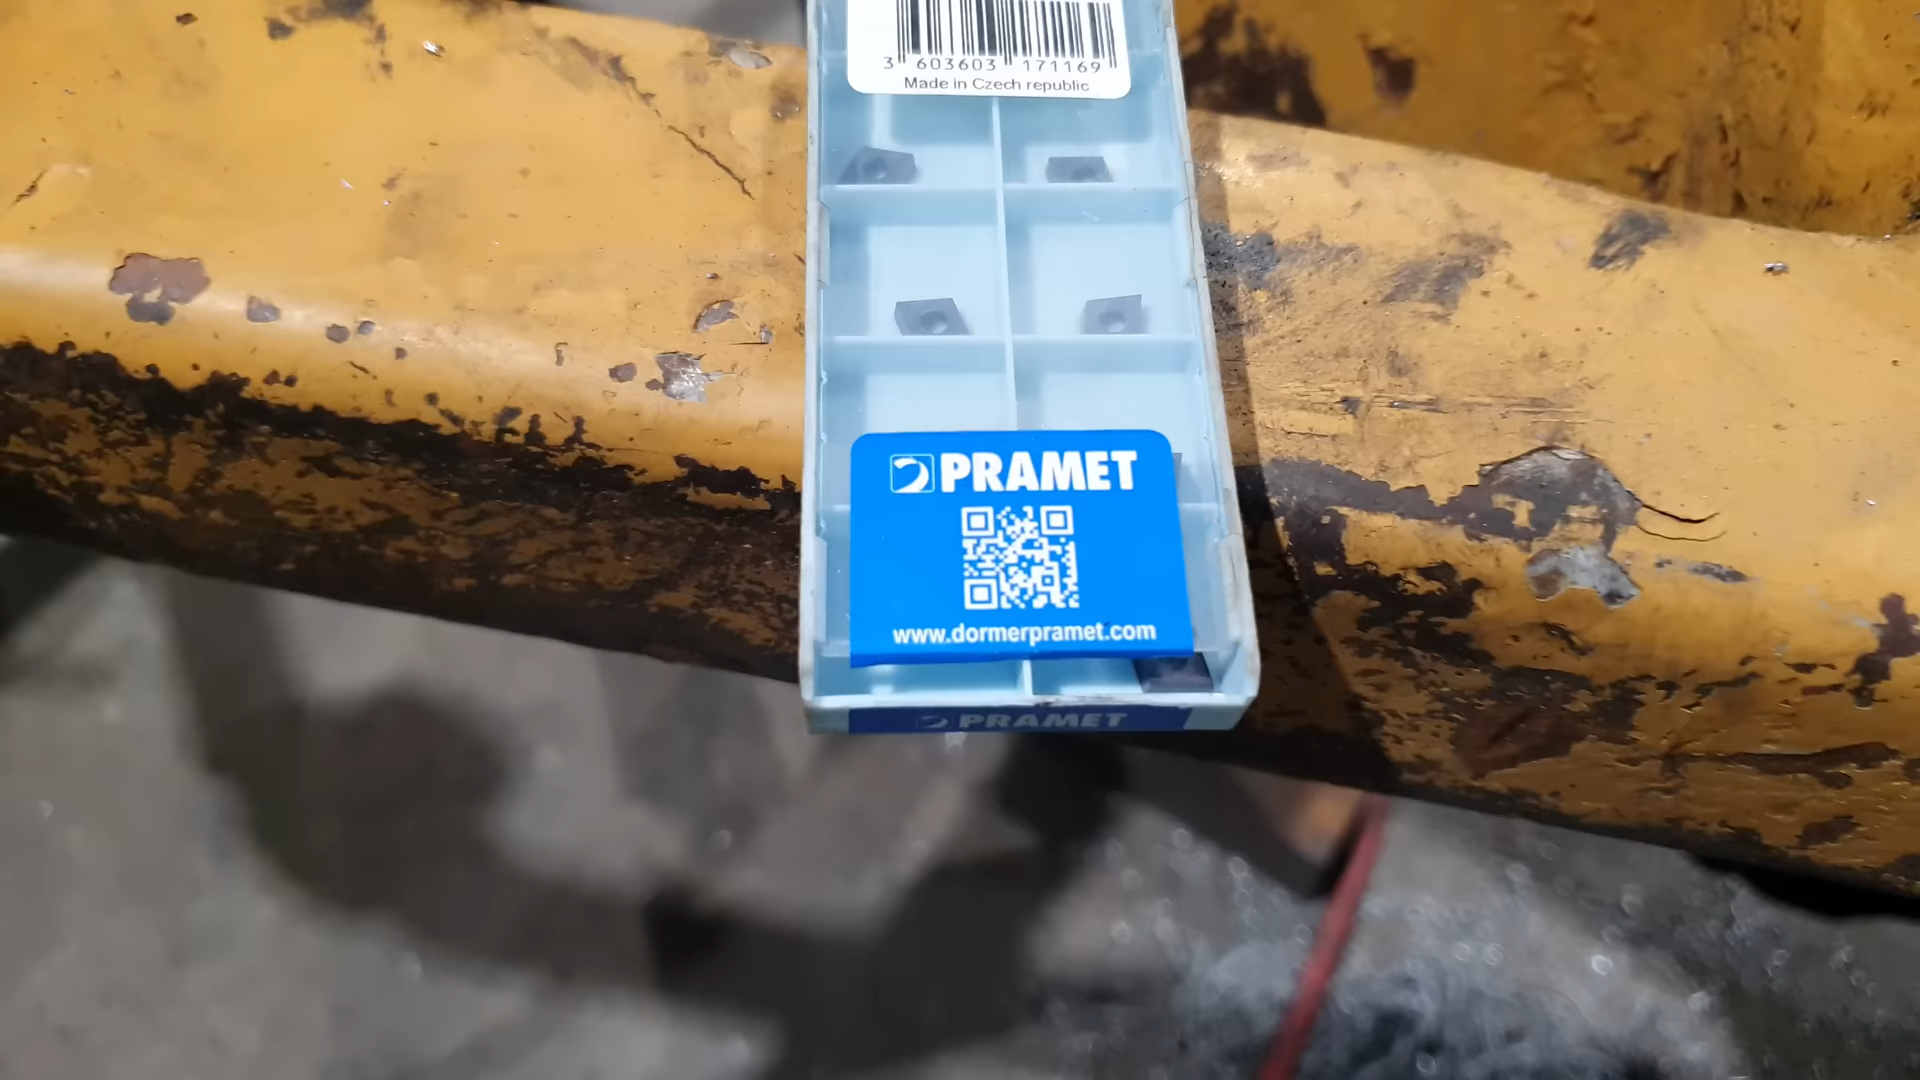 3 603603 171169
Made in Czech republic
PRAMET
www.dormerpramet.com
PRAMET